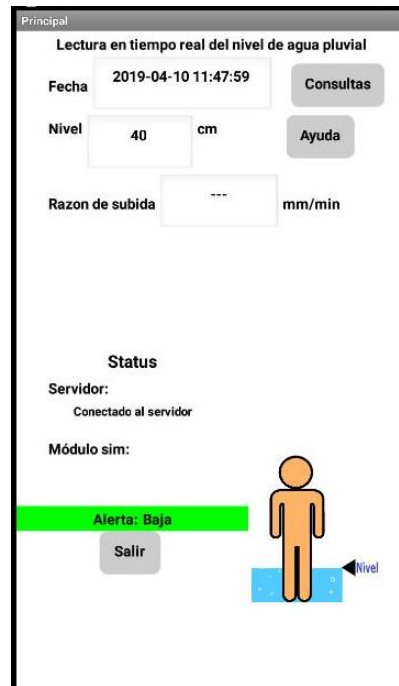 Principal
Lectura en tiempo real del nivel de agua pluvial
Fecha 2019-04-10 11:47:59 Consultas
Nivel 40 cm Ayuda
Razon de subida --- mm/min
Status
Servidor:
Conectado al servidor
Módulo sim:
Alerta: Baja
Salir
Nivel